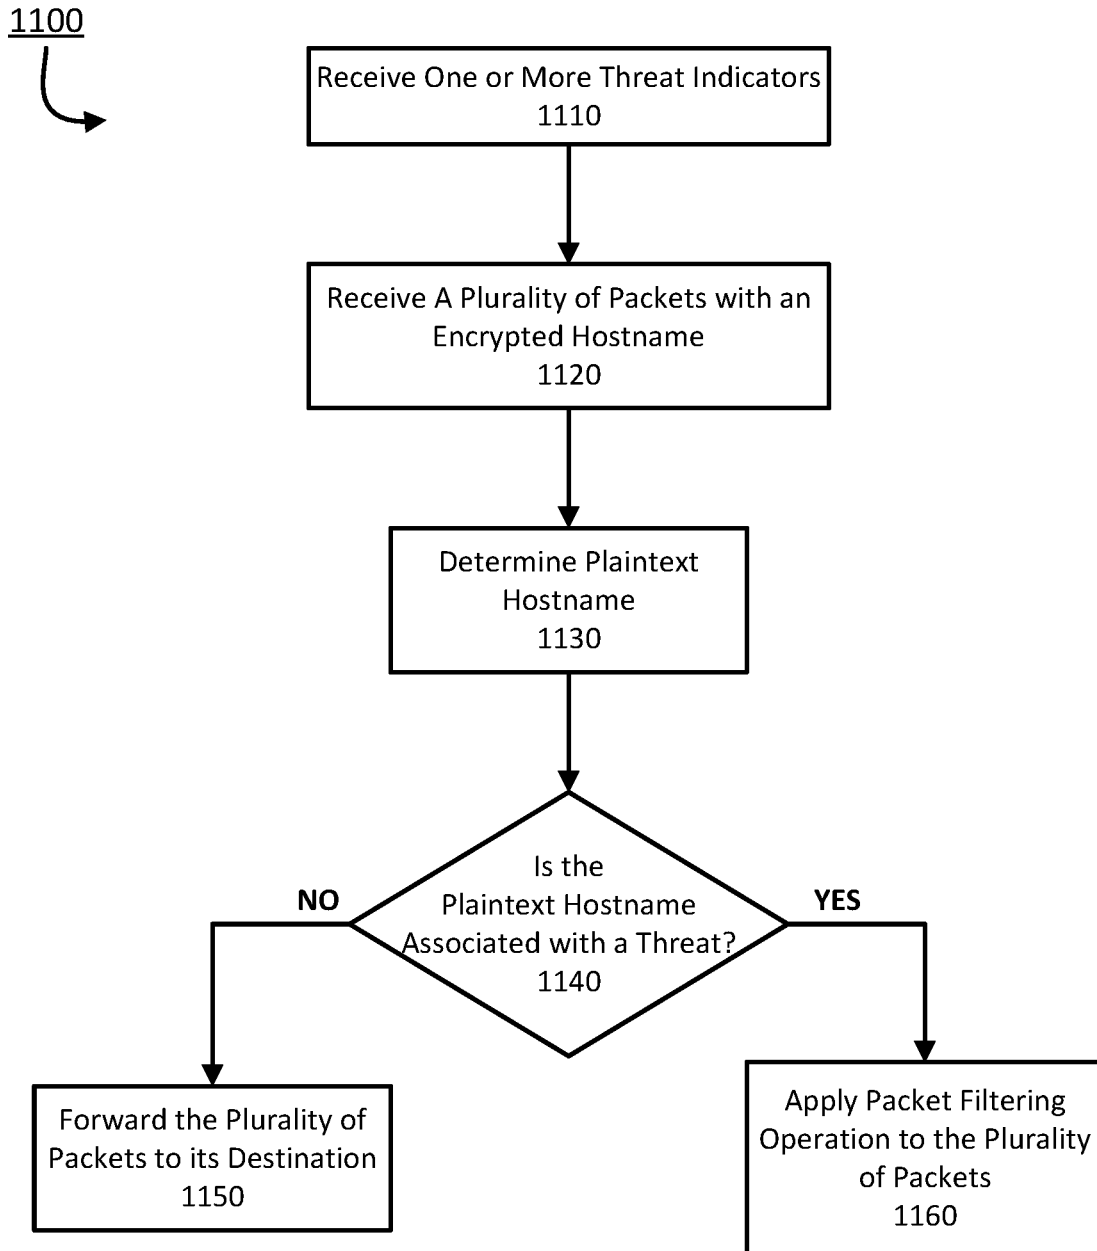 1100
Receive One or More Threat Indicators
1110
Receive A Plurality of Packets with an
Encrypted Hostname
1120
Determine Plaintext
Hostname
1130
Is the
Plaintext Hostname
Associated with a Threat?
1140
NO
YES
Forward the Plurality of
Packets to its Destination
1150
Apply Packet Filtering
Operation to the Plurality
of Packets
1160